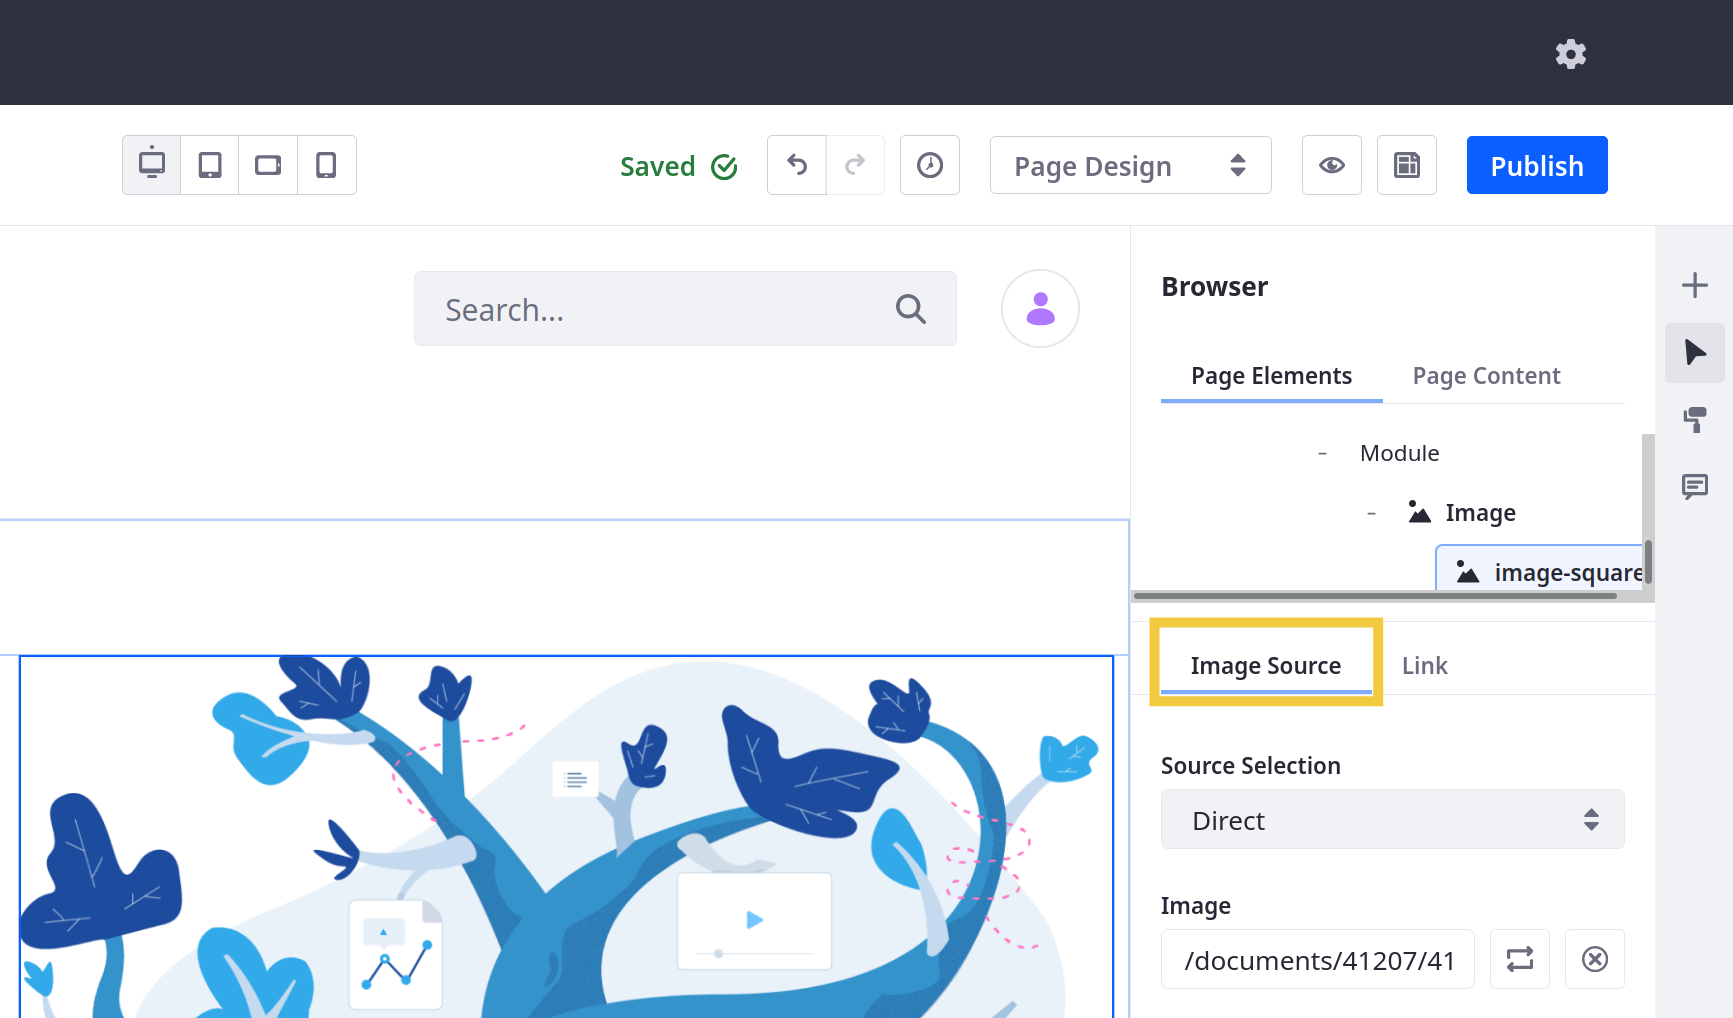 Saved
Page Design
Publish
Search...
Browser
Page Elements
Page Content
Module
Image
image-square
Image Source
Link
Source Selection
Direct
Image
/documents/41207/41